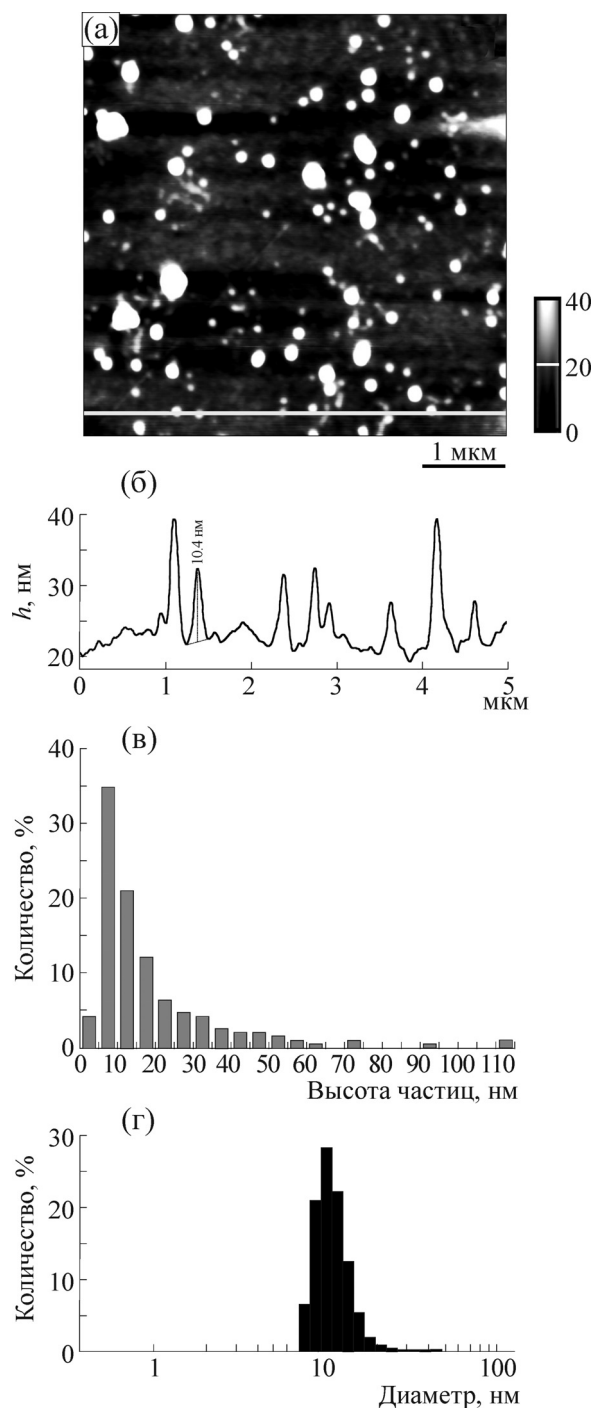 (а)
40
20
0
1 мкм
(б)
40
30
20
h, нм
10.4 нм
0 1 2 3 4 5
мкм
(в)
40
30
20
10
0
Количество, %
0 10 20 30 40 50 60 70 80 90 100 110
Высота частиц, нм
(г)
30
20
10
0
Количество, %
1 10 100
Диаметр, нм